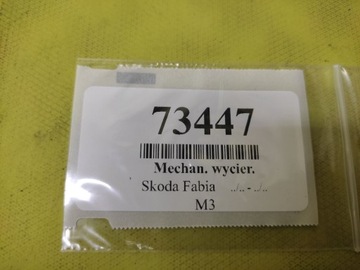 73447
Mechan. wycier.
Skoda Fabia ../.. - ../..
M3